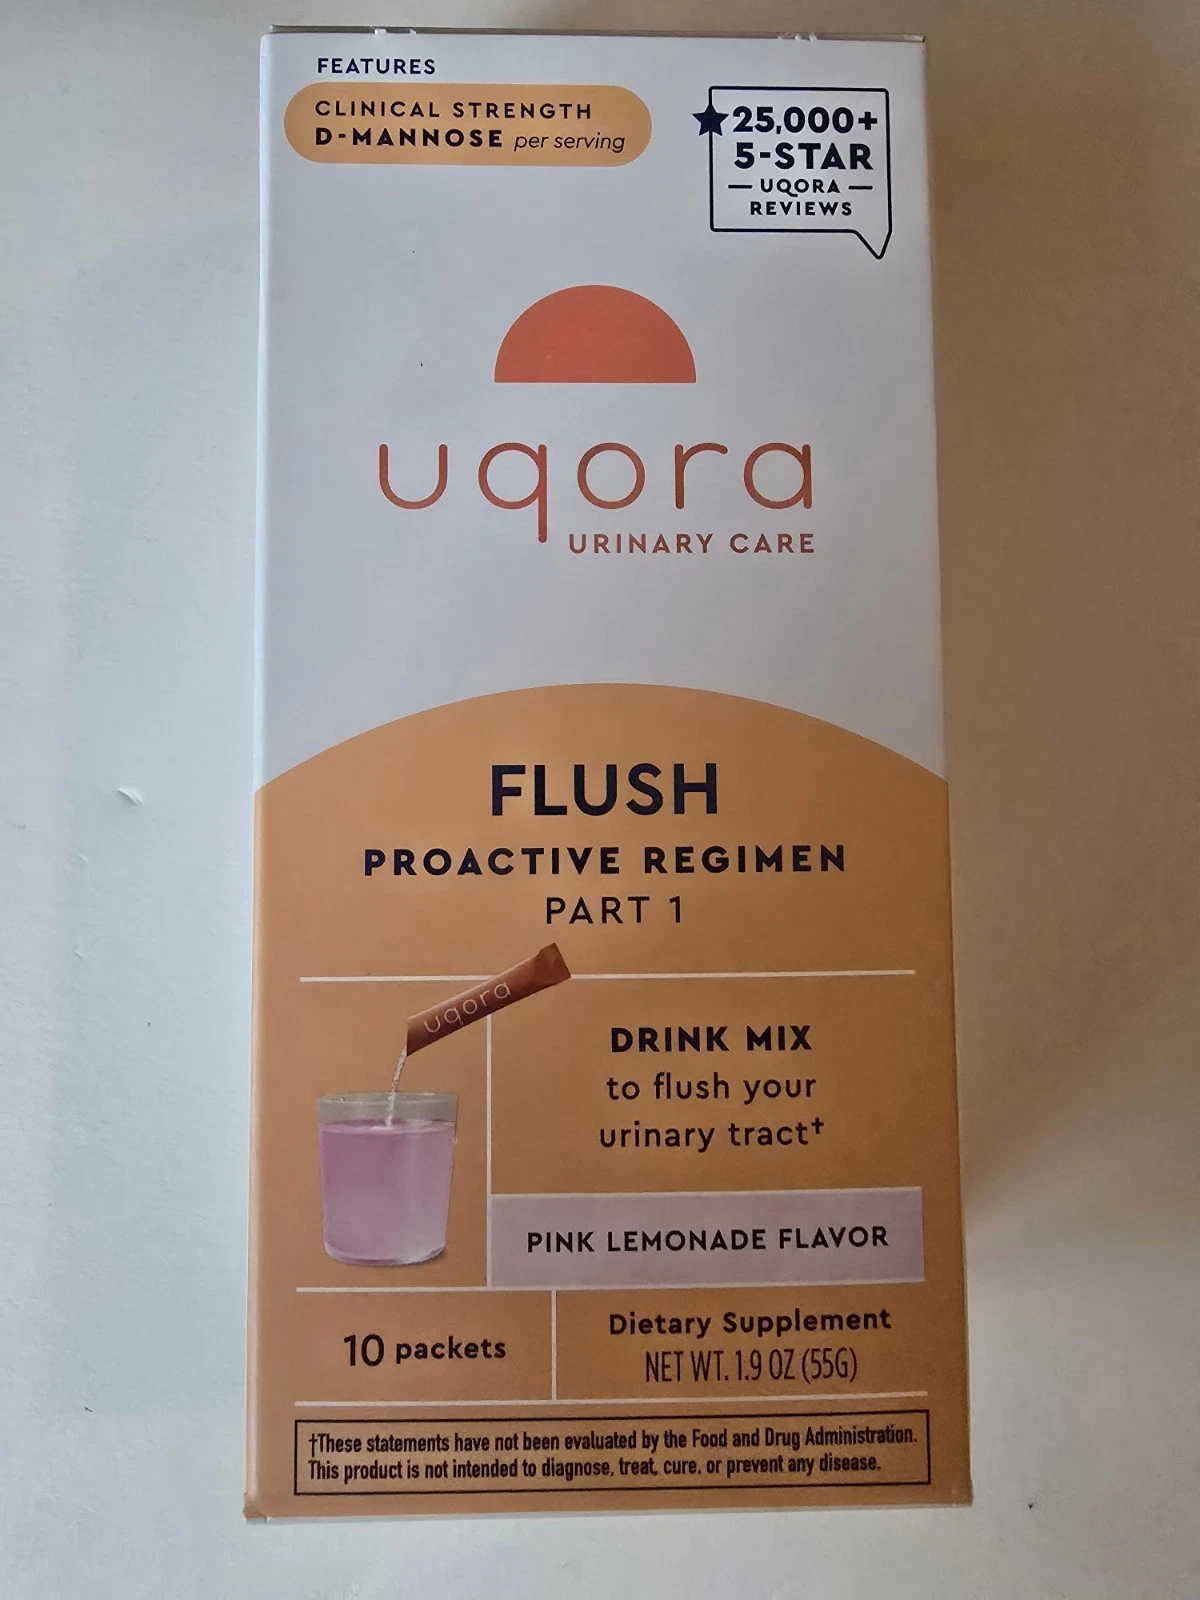 FEATURES
CLINICAL STRENGTH
D-MANNOSE per serving
25,000+
5-STAR
— UQORA —
REVIEWS
uqora
URINARY CARE
FLUSH
PROACTIVE REGIMEN
PART 1
uqora
DRINK MIX
to flush your
urinary tract†
PINK LEMONADE FLAVOR
10 packets
Dietary Supplement
NET WT. 1.9 OZ (55G)
†These statements have not been evaluated by the Food and Drug Administration.
This product is not intended to diagnose, treat, cure, or prevent any disease.